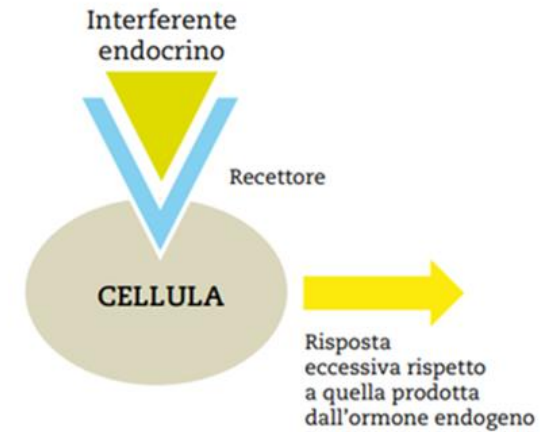 Interferente
endocrino
Recettore
CELLULA
Risposta
eccessiva rispetto
a quella prodotta
dall'ormone endogeno